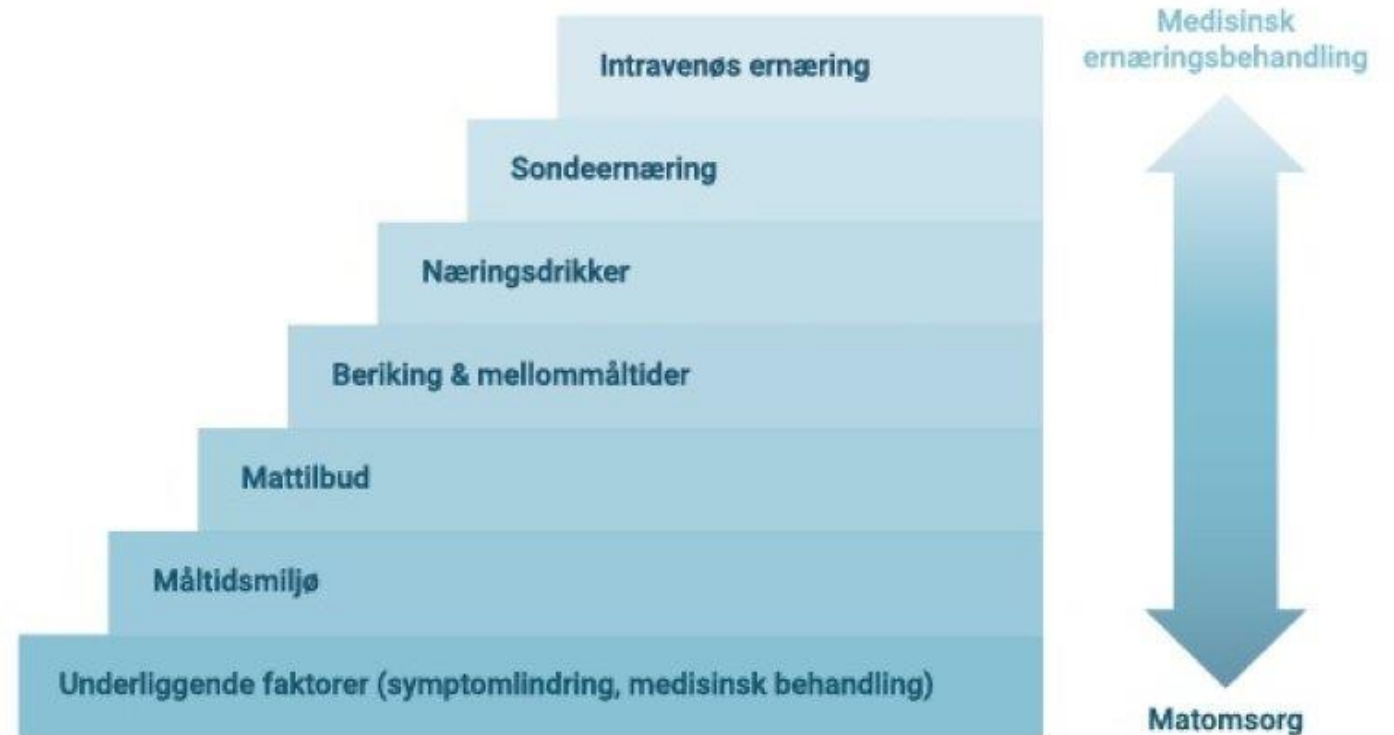 Medisinsk
ernæringsbehandling
Intravenøs ernæring
Sondeernæring
Næringsdrikker
Beriking & mellommåltider
Mattilbud
Måltidsmiljø
Underliggende faktorer (symptomlindring, medisinsk behandling)
Matomsorg